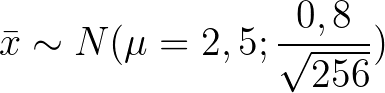 x̄ ∼ N(μ = 2,5; 0,8/√256)